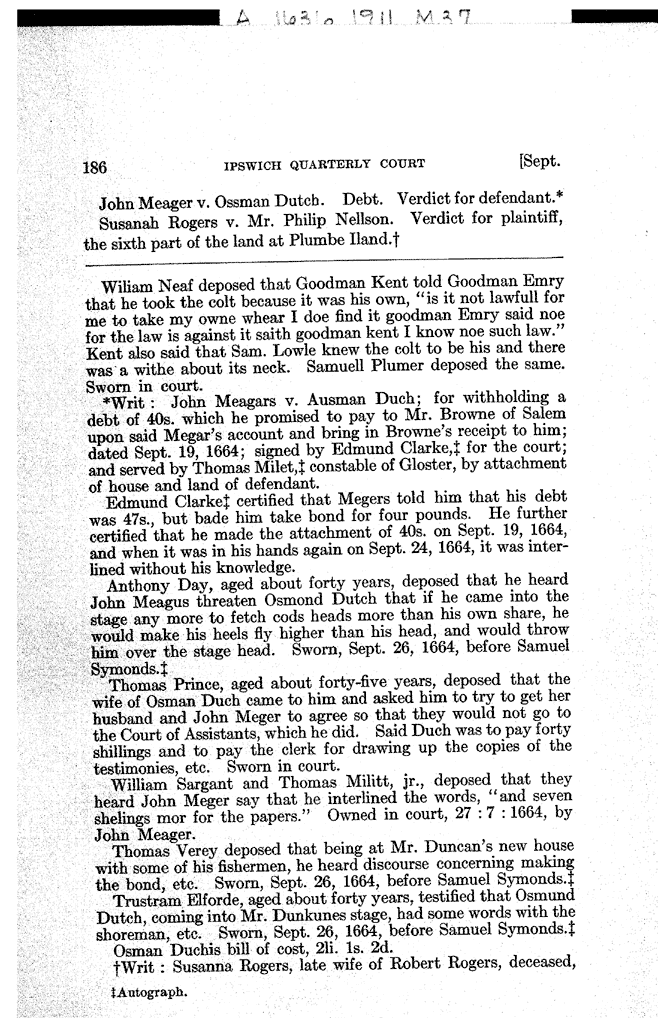 A 16316 1911 M37
186 IPSWICH QUARTERLY COURT [Sept.
John Meager v. Ossman Dutch. Debt. Verdict for defendant.*
Susanah Rogers v. Mr. Philip Nellson. Verdict for plaintiff,
the sixth part of the land at Plumbe Iland.†
Wiliam Neaf deposed that Goodman Kent told Goodman Emry
that he took the colt because it was his own, "is it not lawfull for
me to take my owne whear I doe find it goodman Emry said noe
for the law is against it saith goodman kent I know noe such law."
Kent also said that Sam. Lowle knew the colt to be his and there
was a withe about its neck. Samuell Plumer deposed the same.
Sworn in court.
*Writ : John Meagars v. Ausman Duch; for withholding a
debt of 40s. which he promised to pay to Mr. Browne of Salem
upon said Megar's account and bring in Browne's receipt to him;
dated Sept. 19, 1664; signed by Edmund Clarke,‡ for the court;
and served by Thomas Milet,‡ constable of Gloster, by attachment
of house and land of defendant.
Edmund Clarke‡ certified that Megers told him that his debt
was 47s., but bade him take bond for four pounds. He further
certified that he made the attachment of 40s. on Sept. 19, 1664,
and when it was in his hands again on Sept. 24, 1664, it was inter-
lined without his knowledge.
Anthony Day, aged about forty years, deposed that he heard
John Meagus threaten Osmond Dutch that if he came into the
stage any more to fetch cods heads more than his own share, he
would make his heels fly higher than his head, and would throw
him over the stage head. Sworn, Sept. 26, 1664, before Samuel
Symonds.‡
Thomas Prince, aged about forty-five years, deposed that the
wife of Osman Duch came to him and asked him to try to get her
husband and John Meger to agree so that they would not go to
the Court of Assistants, which he did. Said Duch was to pay forty
shillings and to pay the clerk for drawing up the copies of the
testimonies, etc. Sworn in court.
William Sargant and Thomas Militt, jr., deposed that they
heard John Meger say that he interlined the words, "and seven
shelings mor for the papers." Owned in court, 27 : 7 : 1664, by
John Meager.
Thomas Verey deposed that being at Mr. Duncan's new house
with some of his fishermen, he heard discourse concerning making
the bond, etc. Sworn, Sept. 26, 1664, before Samuel Symonds.‡
Trustram Elforde, aged about forty years, testified that Osmund
Dutch, coming into Mr. Dunkunes stage, had some words with the
shoreman, etc. Sworn, Sept. 26, 1664, before Samuel Symonds.‡
Osman Duchis bill of cost, 2li. 1s. 2d.
†Writ : Susanna Rogers, late wife of Robert Rogers, deceased,
‡Autograph.